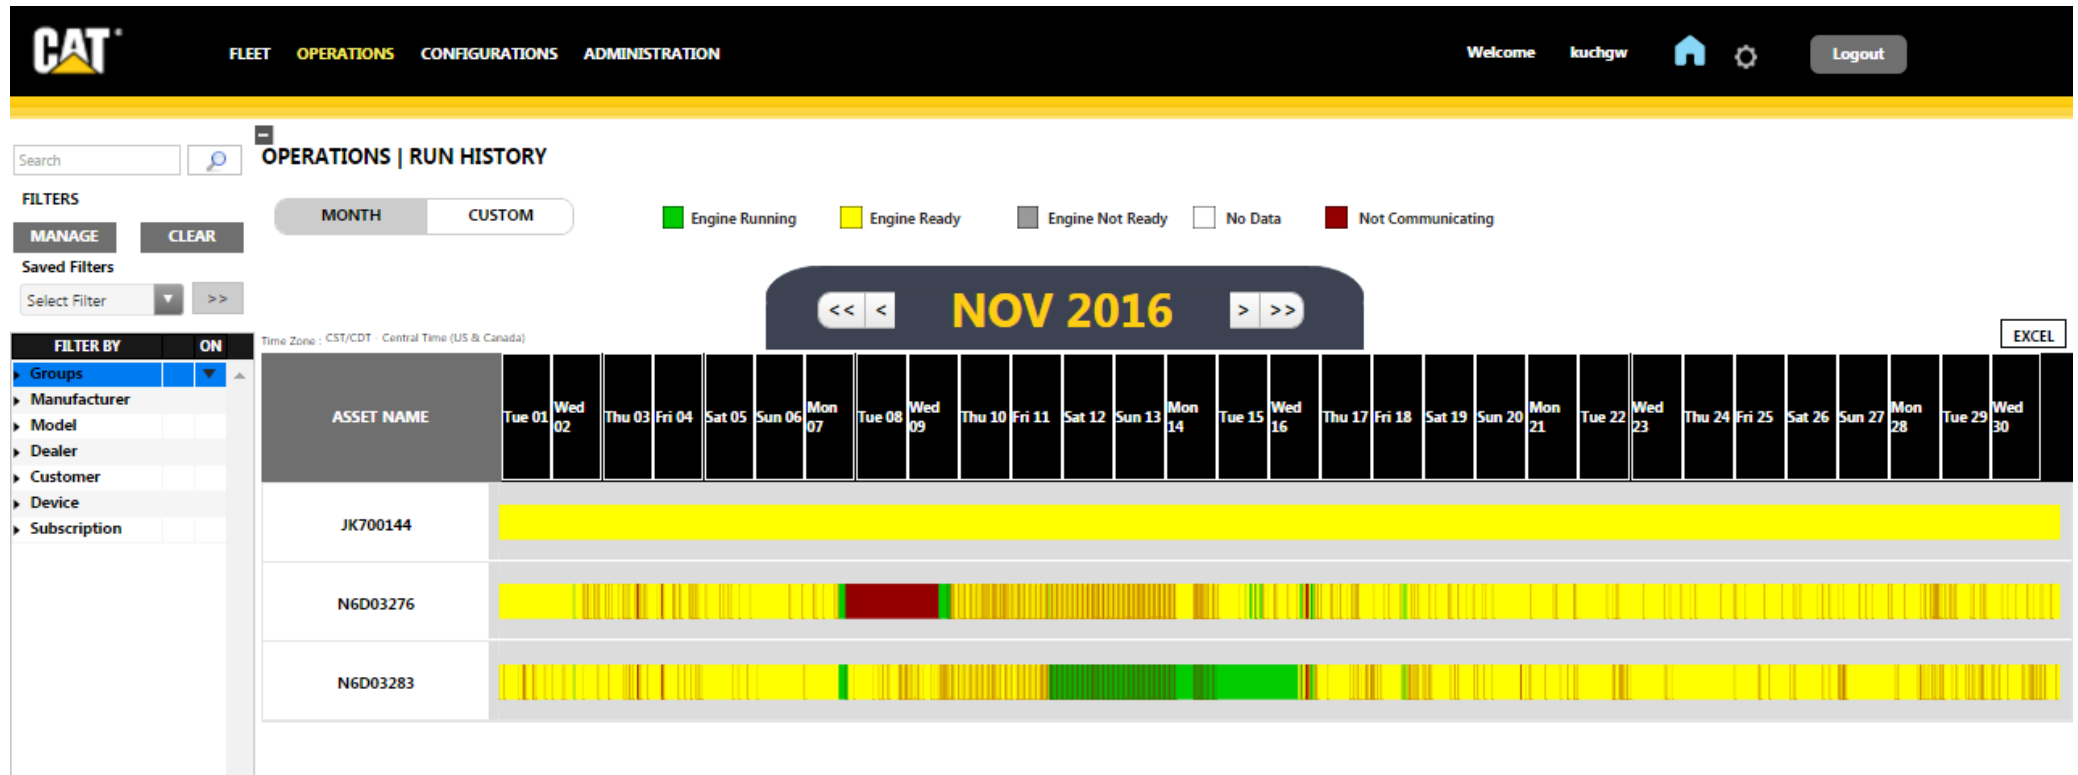 CAT
FLEET OPERATIONS CONFIGURATIONS ADMINISTRATION
Welcome kuchgw
Logout
Search
FILTERS
MANAGE CLEAR
Saved Filters
Select Filter >>
FILTER BY ON
Groups
Manufacturer
Model
Dealer
Customer
Device
Subscription
OPERATIONS | RUN HISTORY
MONTH CUSTOM
Engine Running Engine Ready Engine Not Ready No Data Not Communicating
<< < NOV 2016 > >>
Time Zone : CST/CDT - Central Time (US & Canada)
EXCEL
ASSET NAME Tue 01 Wed 02 Thu 03 Fri 04 Sat 05 Sun 06 Mon 07 Tue 08 Wed 09 Thu 10 Fri 11 Sat 12 Sun 13 Mon 14 Tue 15 Wed 16 Thu 17 Fri 18 Sat 19 Sun 20 Mon 21 Tue 22 Wed 23 Thu 24 Fri 25 Sat 26 Sun 27 Mon 28 Tue 29 Wed 30
JK700144
N6D03276
N6D03283